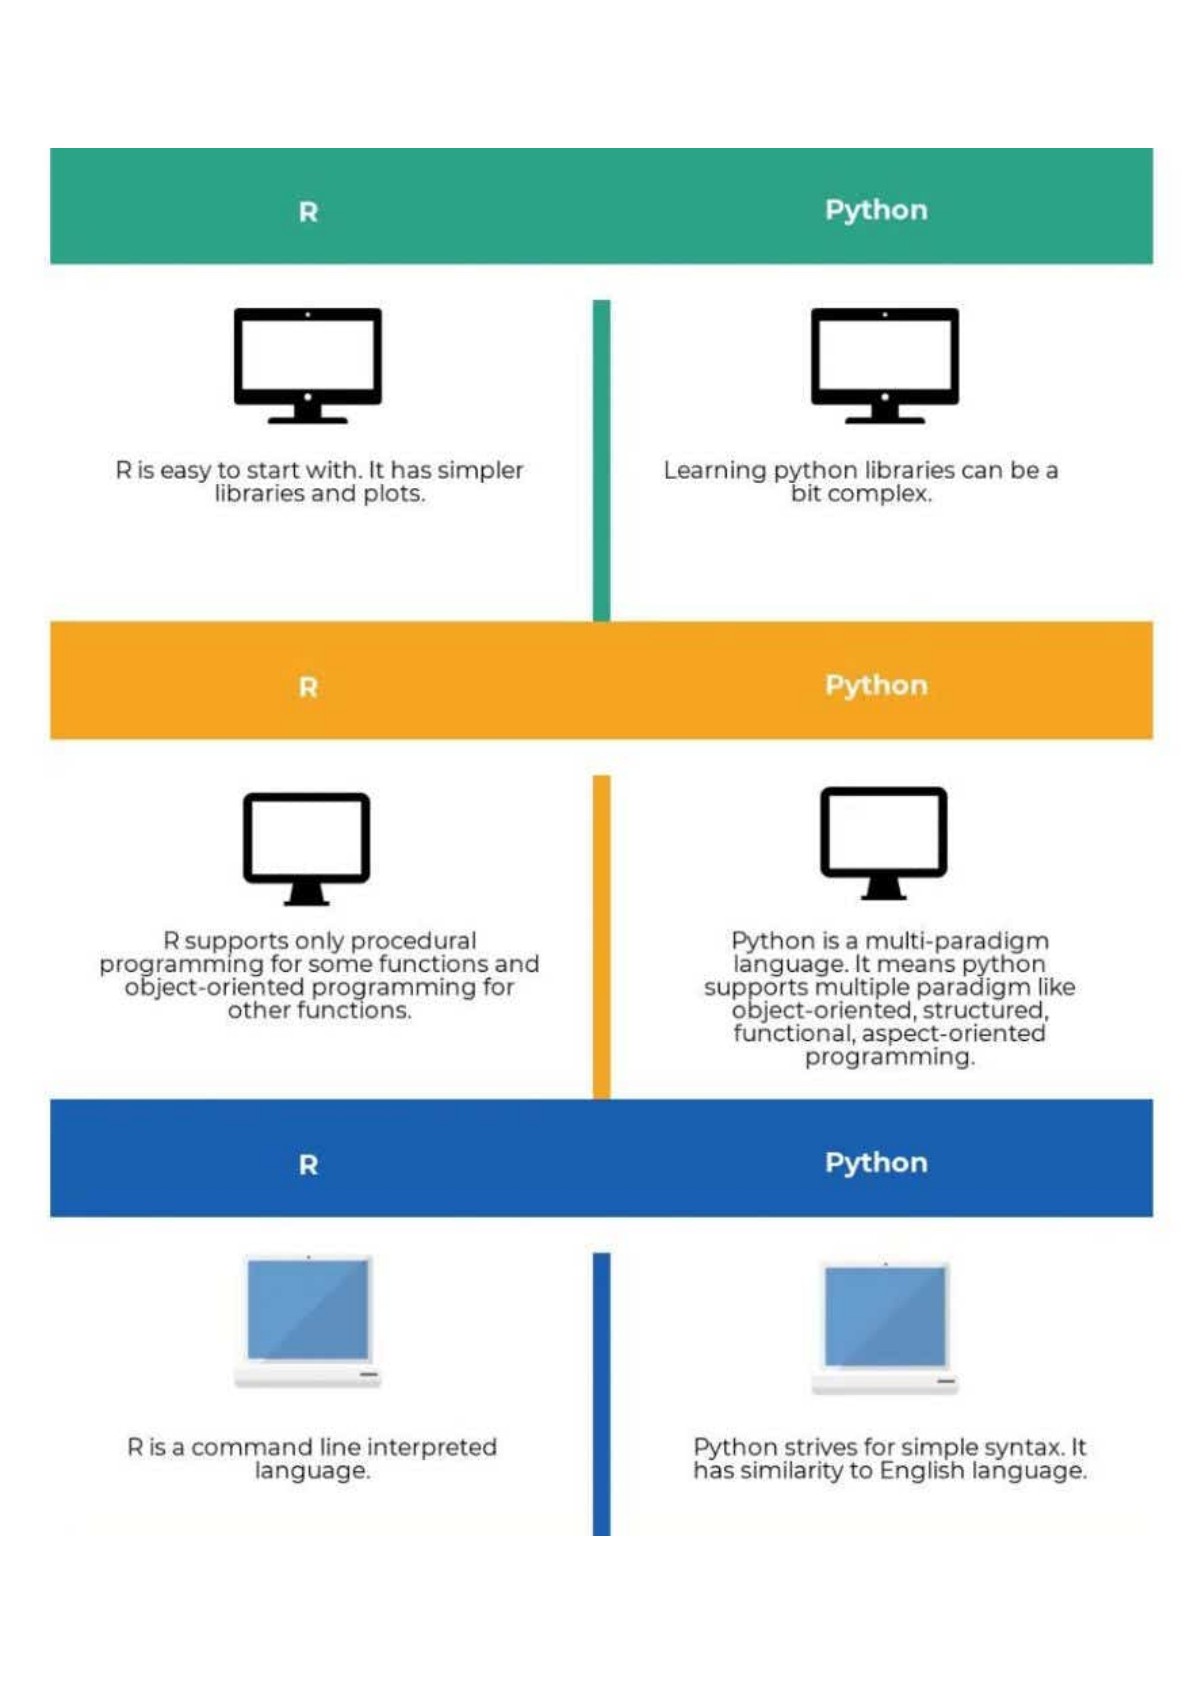 R
Python
R is easy to start with. It has simpler
libraries and plots.
Learning python libraries can be a
bit complex.
R
Python
R supports only procedural
programming for some functions and
object-oriented programming for
other functions.
Python is a multi-paradigm
language. It means python
supports multiple paradigm like
object-oriented, structured,
functional, aspect-oriented
programming.
R
Python
R is a command line interpreted
language.
Python strives for simple syntax. It
has similarity to English language.